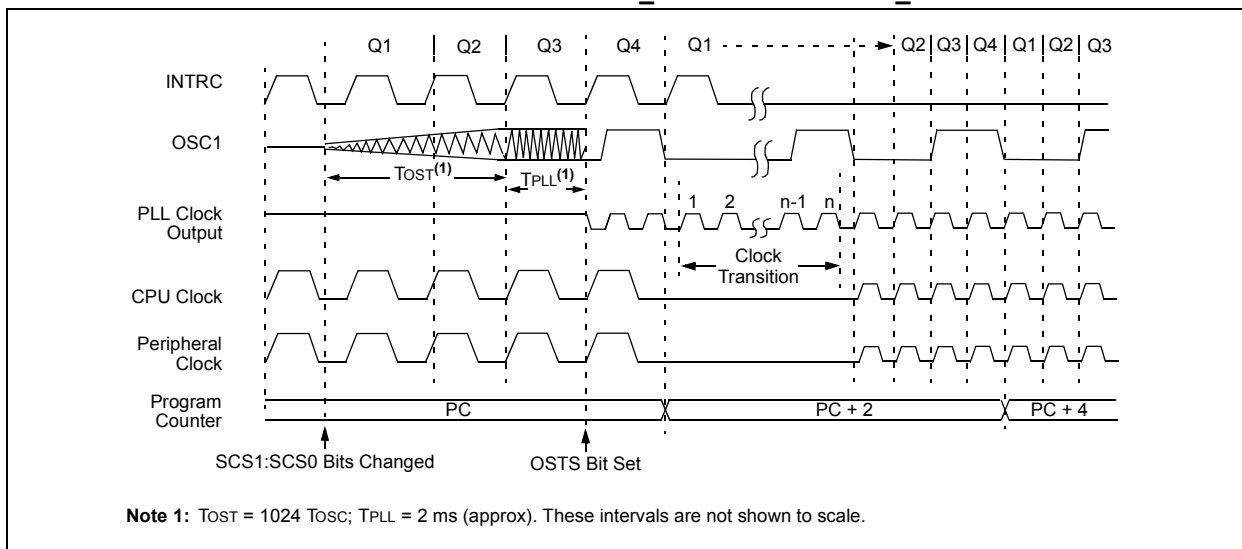 Q1 Q2 Q3 Q4 Q1 Q2 Q3 Q4 Q1 Q2 Q3
INTRC
OSC1
TOST(1) TPLL(1)
PLL Clock
Output
1 2 n-1 n
Clock
Transition
CPU Clock
Peripheral
Clock
Program
Counter
PC PC + 2 PC + 4
SCS1:SCS0 Bits Changed OSTS Bit Set
Note 1: TOST = 1024 TOSC; TPLL = 2 ms (approx). These intervals are not shown to scale.